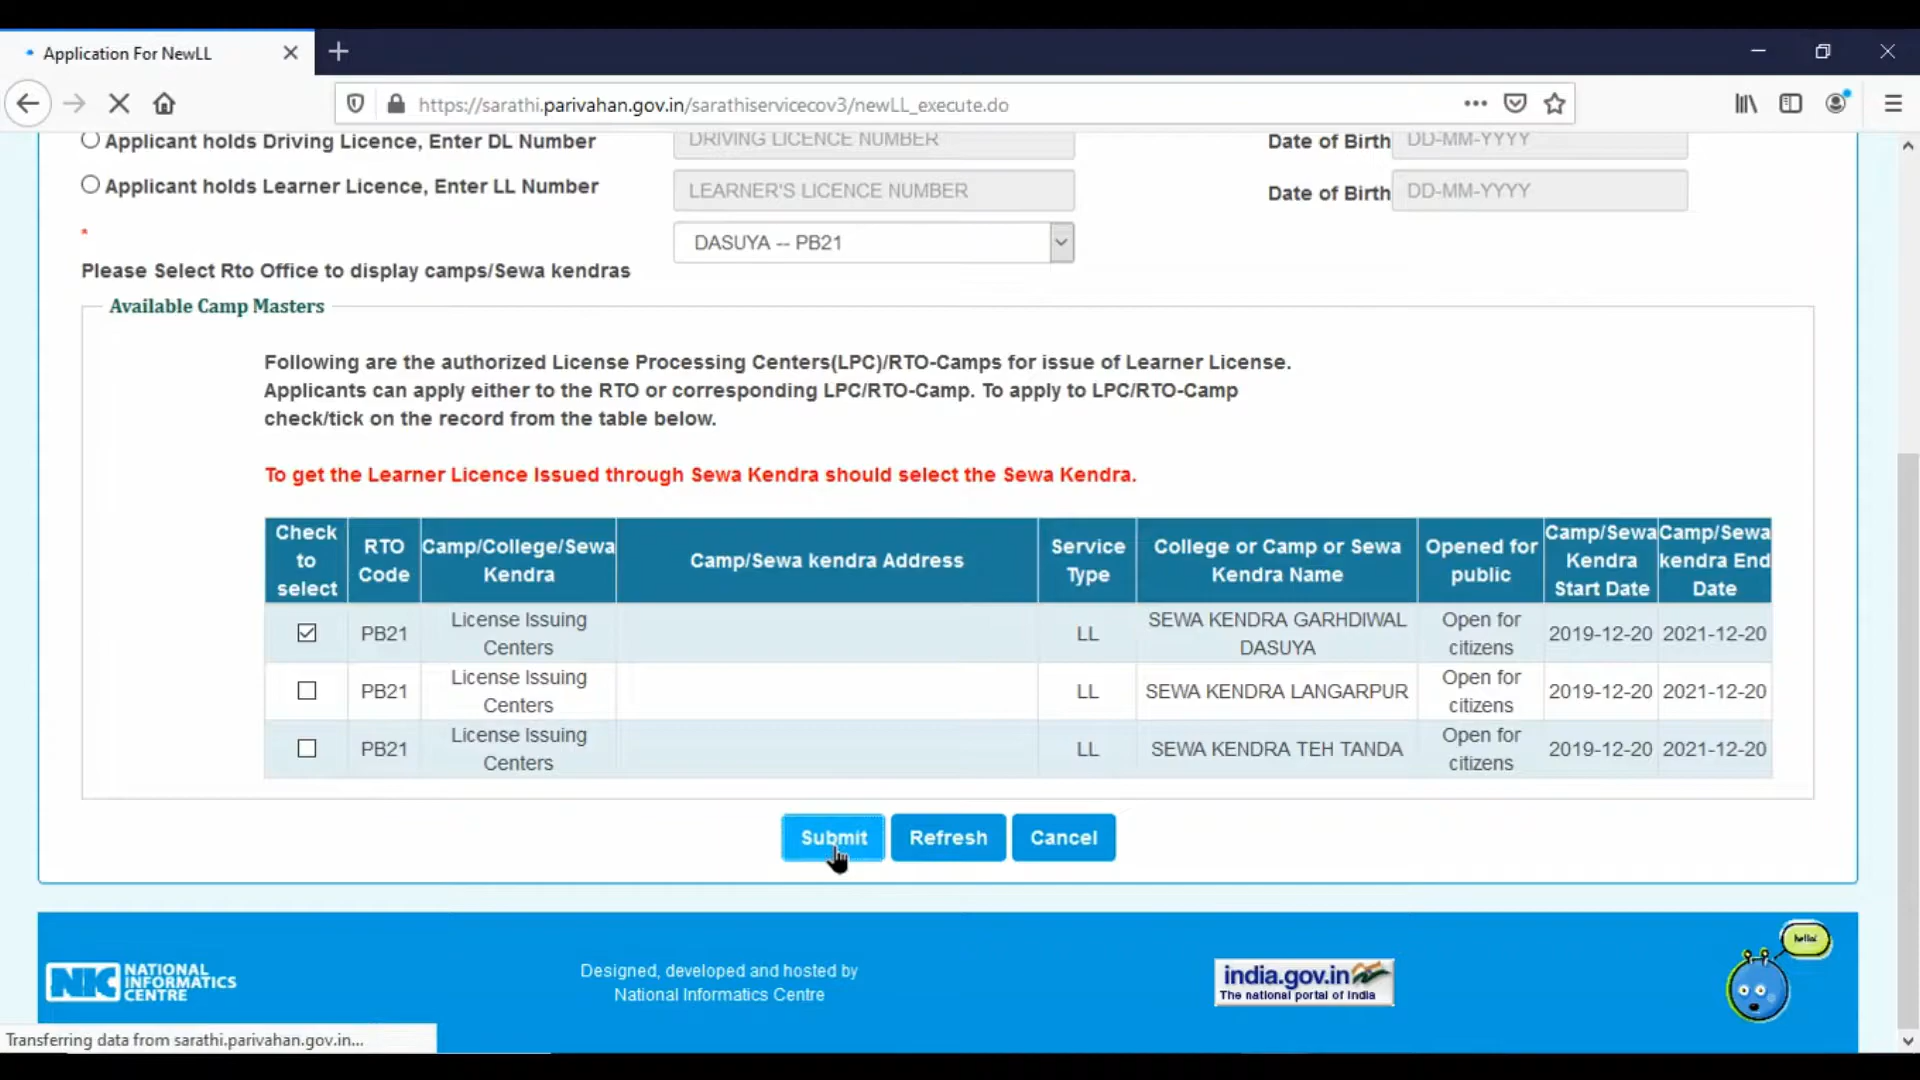 Application For NewLL
https://sarathi.parivahan.gov.in/sarathiservicecov3/newLL_execute.do
Applicant holds Driving Licence, Enter DL Number
DRIVING LICENCE NUMBER
Date of Birth
DD-MM-YYYY
Applicant holds Learner Licence, Enter LL Number
LEARNER'S LICENCE NUMBER
Date of Birth
DD-MM-YYYY
*
DASUYA -- PB21
Please Select Rto Office to display camps/Sewa kendras
Available Camp Masters
Following are the authorized License Processing Centers(LPC)/RTO-Camps for issue of Learner License.
Applicants can apply either to the RTO or corresponding LPC/RTO-Camp. To apply to LPC/RTO-Camp
check/tick on the record from the table below.
To get the Learner Licence Issued through Sewa Kendra should select the Sewa Kendra.
Check
to
select
RTO
Code
Camp/College/Sewa
Kendra
Camp/Sewa kendra Address
Service
Type
College or Camp or Sewa
Kendra Name
Opened for
public
Camp/Sewa
Kendra
Start Date
Camp/Sewa
kendra End
Date
PB21
License Issuing
Centers
LL
SEWA KENDRA GARHDIWAL
DASUYA
Open for
citizens
2019-12-20
2021-12-20
PB21
License Issuing
Centers
LL
SEWA KENDRA LANGARPUR
Open for
citizens
2019-12-20
2021-12-20
PB21
License Issuing
Centers
LL
SEWA KENDRA TEH TANDA
Open for
citizens
2019-12-20
2021-12-20
Submit
Refresh
Cancel
NIC
NATIONAL
INFORMATICS
CENTRE
Designed, developed and hosted by
National Informatics Centre
india.gov.in
The national portal of India
hello!
Transferring data from sarathi.parivahan.gov.in...